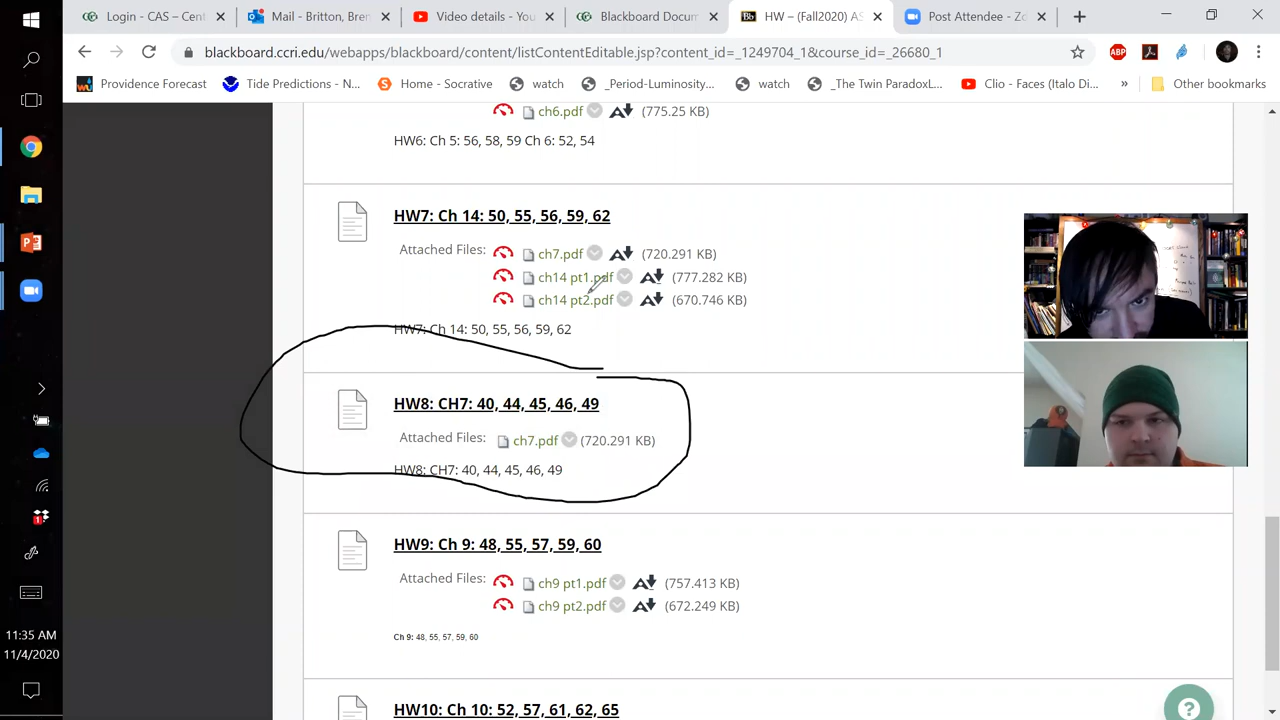 Login - CAS – Cent
Mail - Britton, Bren
Video details - You
Blackboard Docum
HW – (Fall2020) AS
Post Attendee - Zo
blackboard.ccri.edu/webapps/blackboard/content/listContentEditable.jsp?content_id=_1249704_1&course_id=_26680_1
Providence Forecast
Tide Predictions - N...
Home - Sportstive
watch
_Period-Luminosity...
watch
_The Twin ParadoxL...
Clio - Faces (Italo Di...
»
Other bookmarks
ch6.pdf (775.25 KB)
HW6: Ch 5: 56, 58, 59 Ch 6: 52, 54
HW7: Ch 14: 50, 55, 56, 59, 62
Attached Files: ch7.pdf (720.291 KB)
ch14 pt1.pdf (777.282 KB)
ch14 pt2.pdf (670.746 KB)
HW7: Ch 14: 50, 55, 56, 59, 62
HW8: CH7: 40, 44, 45, 46, 49
Attached Files: ch7.pdf (720.291 KB)
HW8: CH7: 40, 44, 45, 46, 49
HW9: Ch 9: 48, 55, 57, 59, 60
Attached Files: ch9 pt1.pdf (757.413 KB)
ch9 pt2.pdf (672.249 KB)
Ch 9: 48, 55, 57, 59, 60
HW10: Ch 10: 52, 57, 61, 62, 65
11:35 AM
11/4/2020